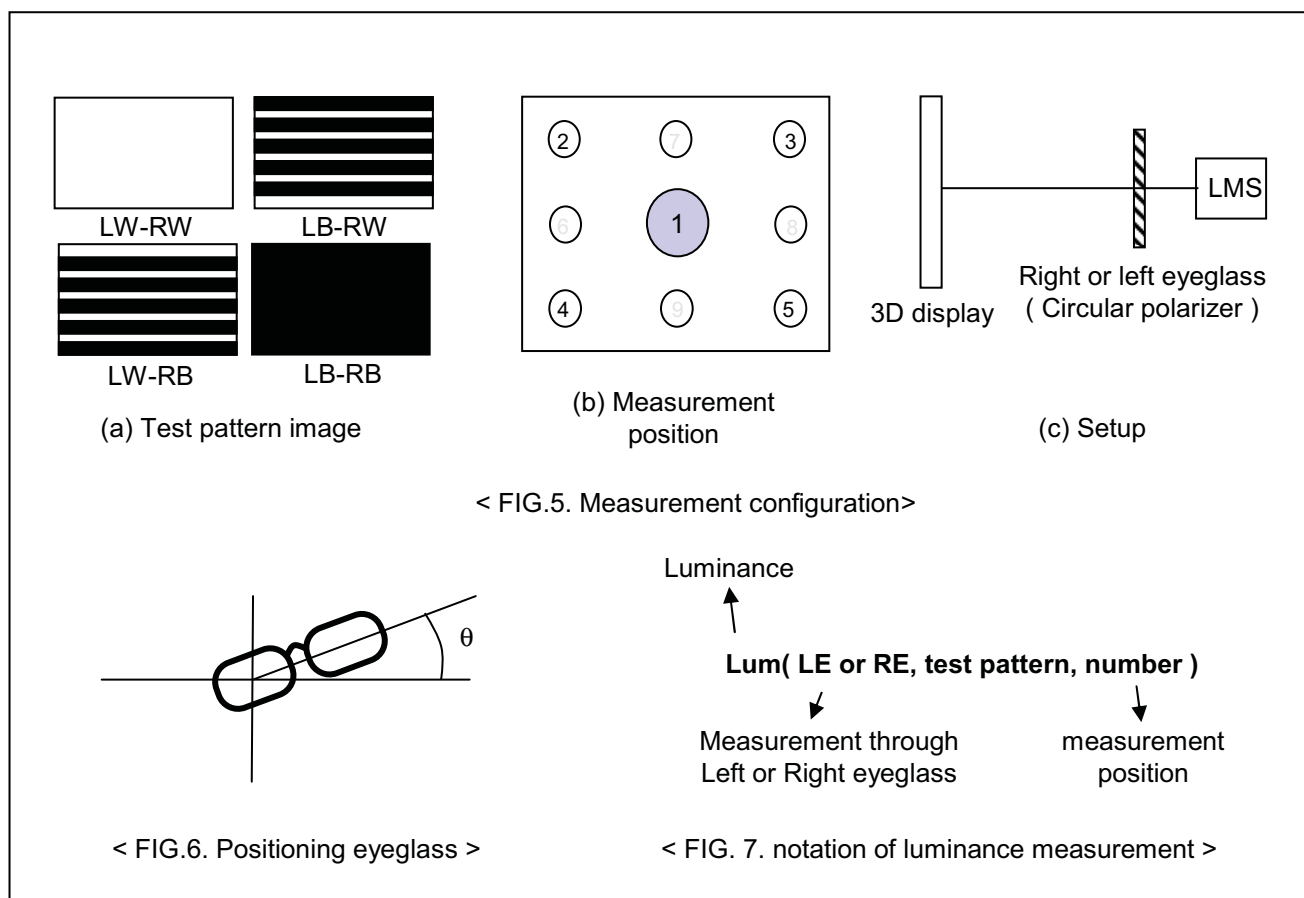 LW-RW
LB-RW
LW-RB
LB-RB
(a) Test pattern image
2
7
3
6
1
8
4
9
5
(b) Measurement
position
LMS
Right or left eyeglass
( Circular polarizer )
3D display
(c) Setup
< FIG.5. Measurement configuration>
θ
< FIG.6. Positioning eyeglass >
Luminance
Lum( LE or RE, test pattern, number )
Measurement through
Left or Right eyeglass
measurement
position
< FIG. 7. notation of luminance measurement >